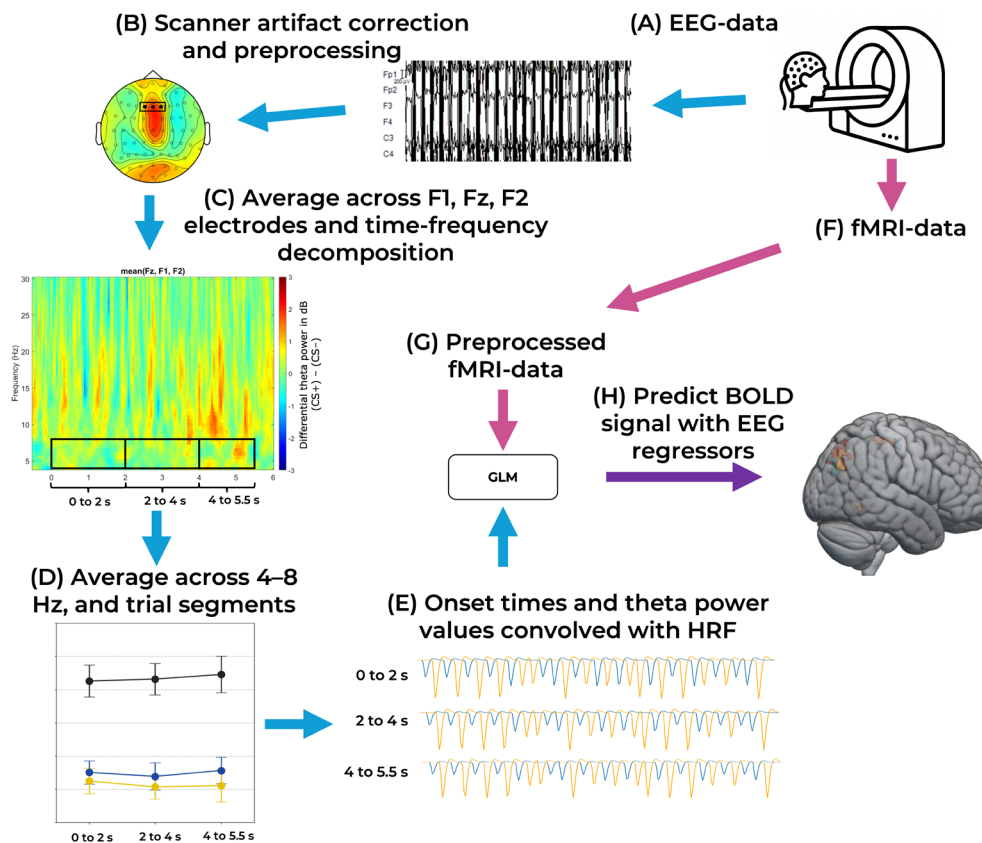 (B) Scanner artifact correction
and preprocessing
(A) EEG-data
Fp1
200 µV
Fp2
F3
F4
C3
C4
(C) Average across F1, Fz, F2
electrodes and time-frequency
decomposition
(F) fMRI-data
mean(Fz, F1, F2)
30
25
20
15
10
5
Frequency (Hz)
0
1
2
3
4
5
6
3
2
1
0
-1
-2
-3
Differential theta power in dB
(CS+) – (CS-)
0 to 2 s
2 to 4 s
4 to 5.5 s
(G) Preprocessed
fMRI-data
(H) Predict BOLD
signal with EEG
regressors
GLM
(D) Average across 4–8
Hz, and trial segments
0 to 2 s
2 to 4 s
4 to 5.5 s
(E) Onset times and theta power
values convolved with HRF
0 to 2 s
2 to 4 s
4 to 5.5 s